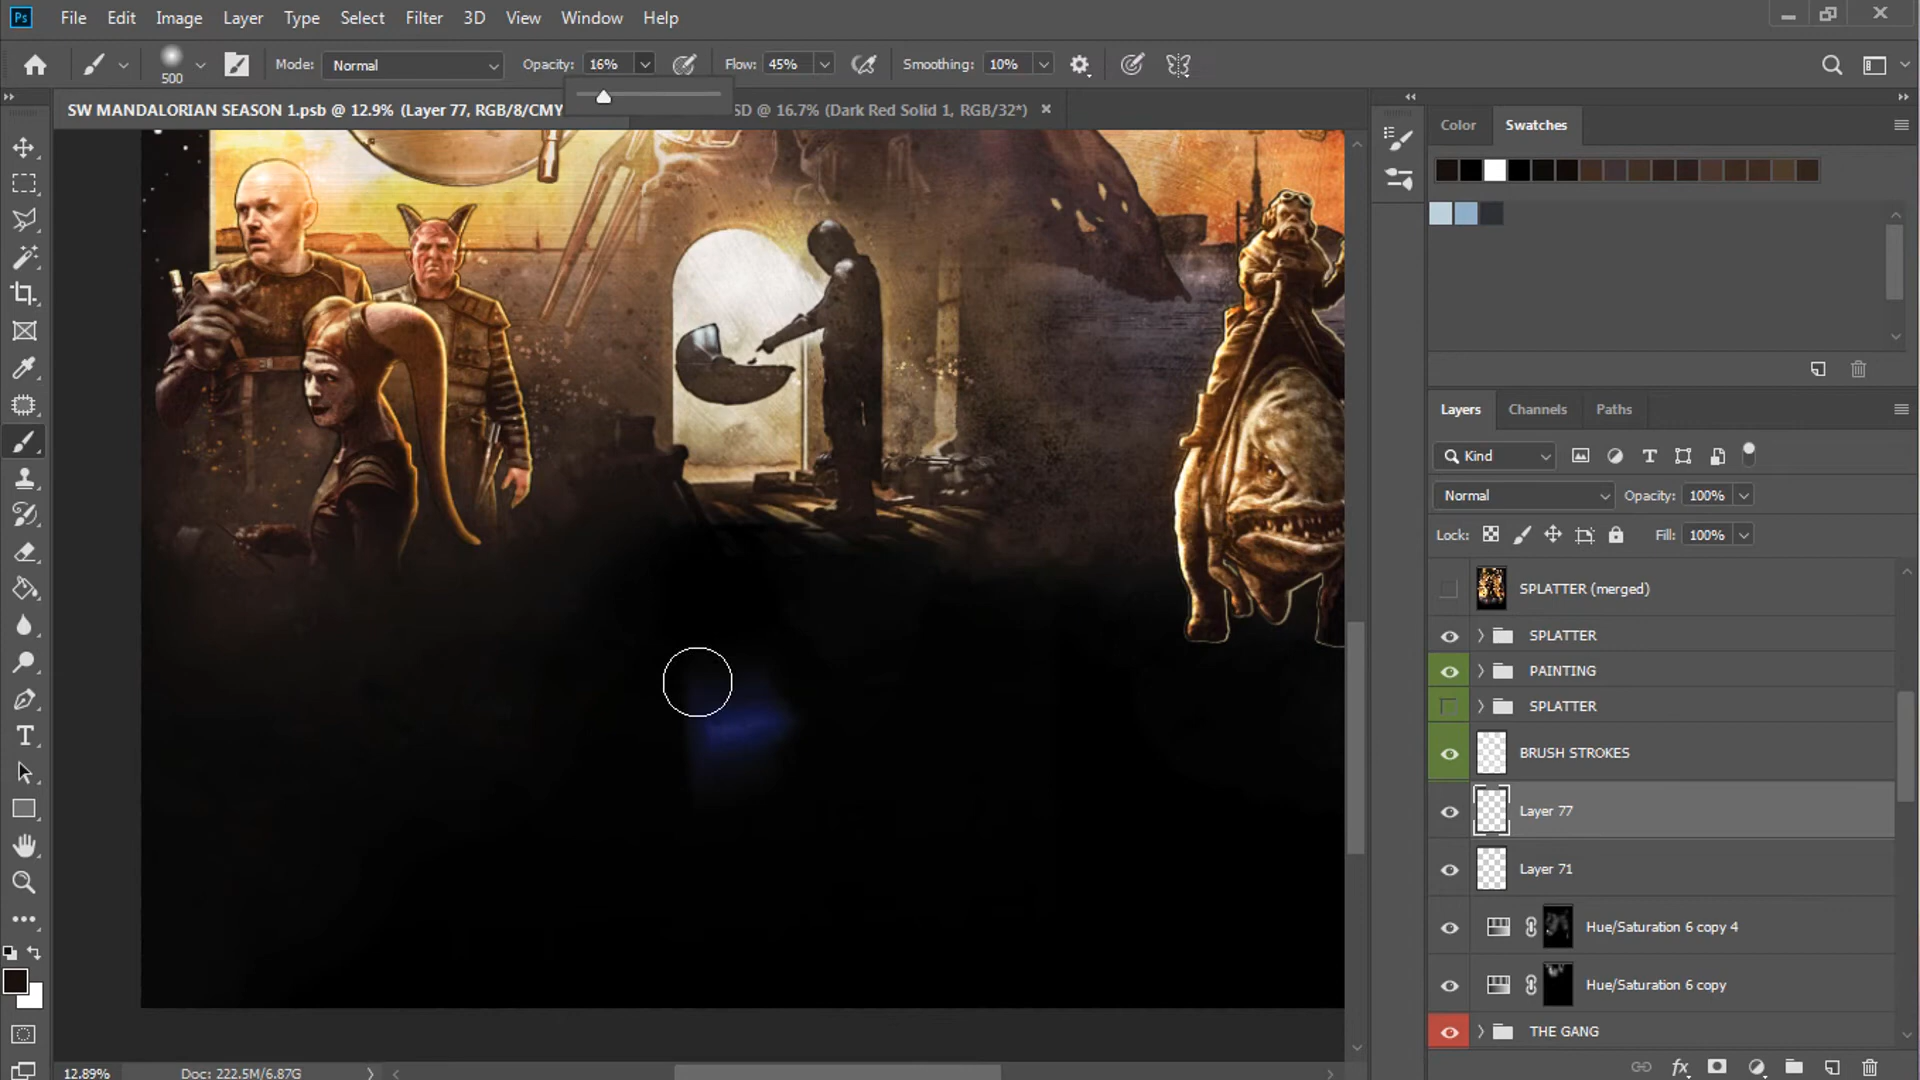 Ps File Edit Image Layer Type Select Filter 3D View Window Help
500 Mode: Normal Opacity: 16% Flow: 45% Smoothing: 10%
SW MANDALORIAN SEASON 1.psb @ 12.9% (Layer 77, RGB/8/CMY SD @ 16.7% (Dark Red Solid 1, RGB/32*) ×
Color Swatches
Layers Channels Paths
Kind
Normal Opacity: 100%
Lock: Fill: 100%
SPLATTER (merged)
SPLATTER
PAINTING
SPLATTER
BRUSH STROKES
Layer 77
Layer 71
Hue/Saturation 6 copy 4
Hue/Saturation 6 copy
THE GANG
12.89% Doc: 222.5M/6.87G